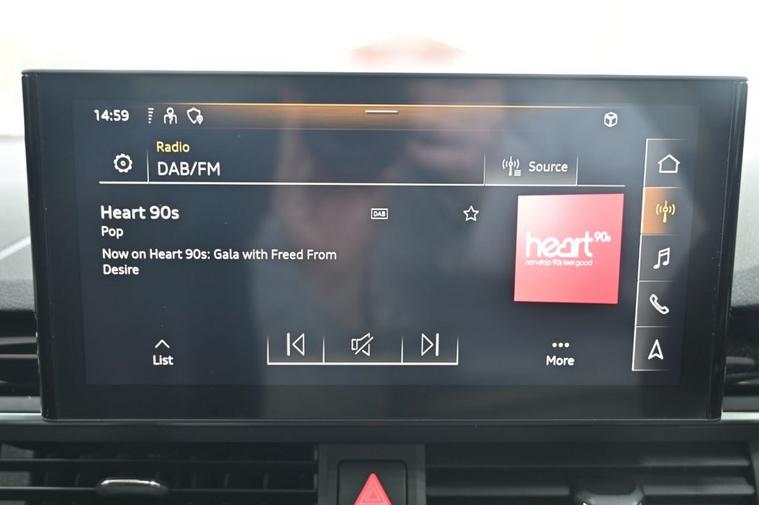 14:59
Radio
DAB/FM
Source
Heart 90s
DAB
Pop
Now on Heart 90s: Gala with Freed From
Desire
heart 90s
non-stop 90s feel good
List
More